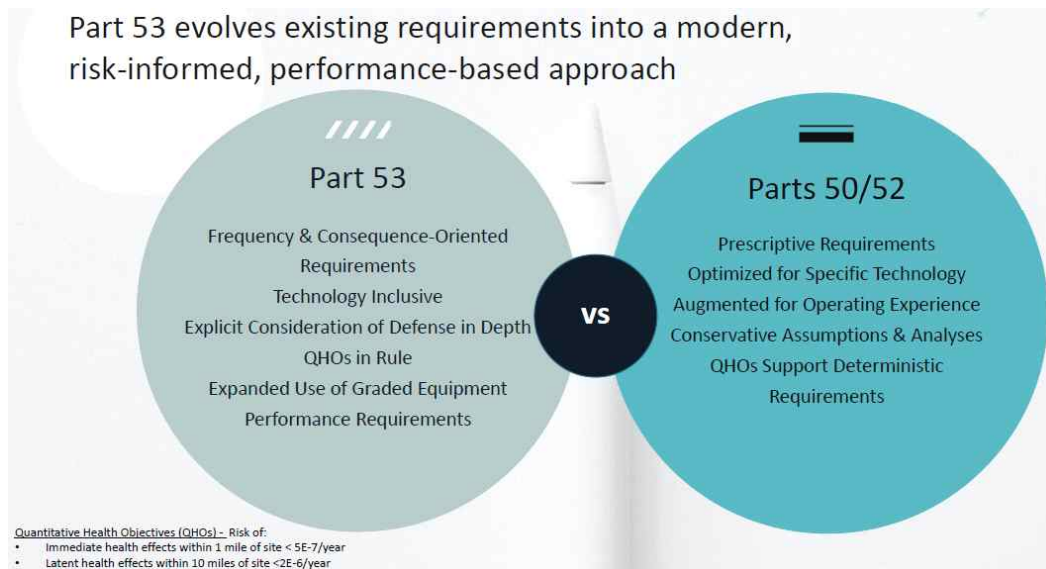 Part 53 evolves existing requirements into a modern,
risk-informed, performance-based approach
Part 53
Frequency & Consequence-Oriented
Requirements
Technology Inclusive
Explicit Consideration of Defense in Depth
QHOs in Rule
Expanded Use of Graded Equipment
Performance Requirements
VS
Parts 50/52
Prescriptive Requirements
Optimized for Specific Technology
Augmented for Operating Experience
Conservative Assumptions & Analyses
QHOs Support Deterministic
Requirements
Quantitative Health Objectives (QHOs) - Risk of:
• Immediate health effects within 1 mile of site < 5E-7/year
• Latent health effects within 10 miles of site <2E-6/year